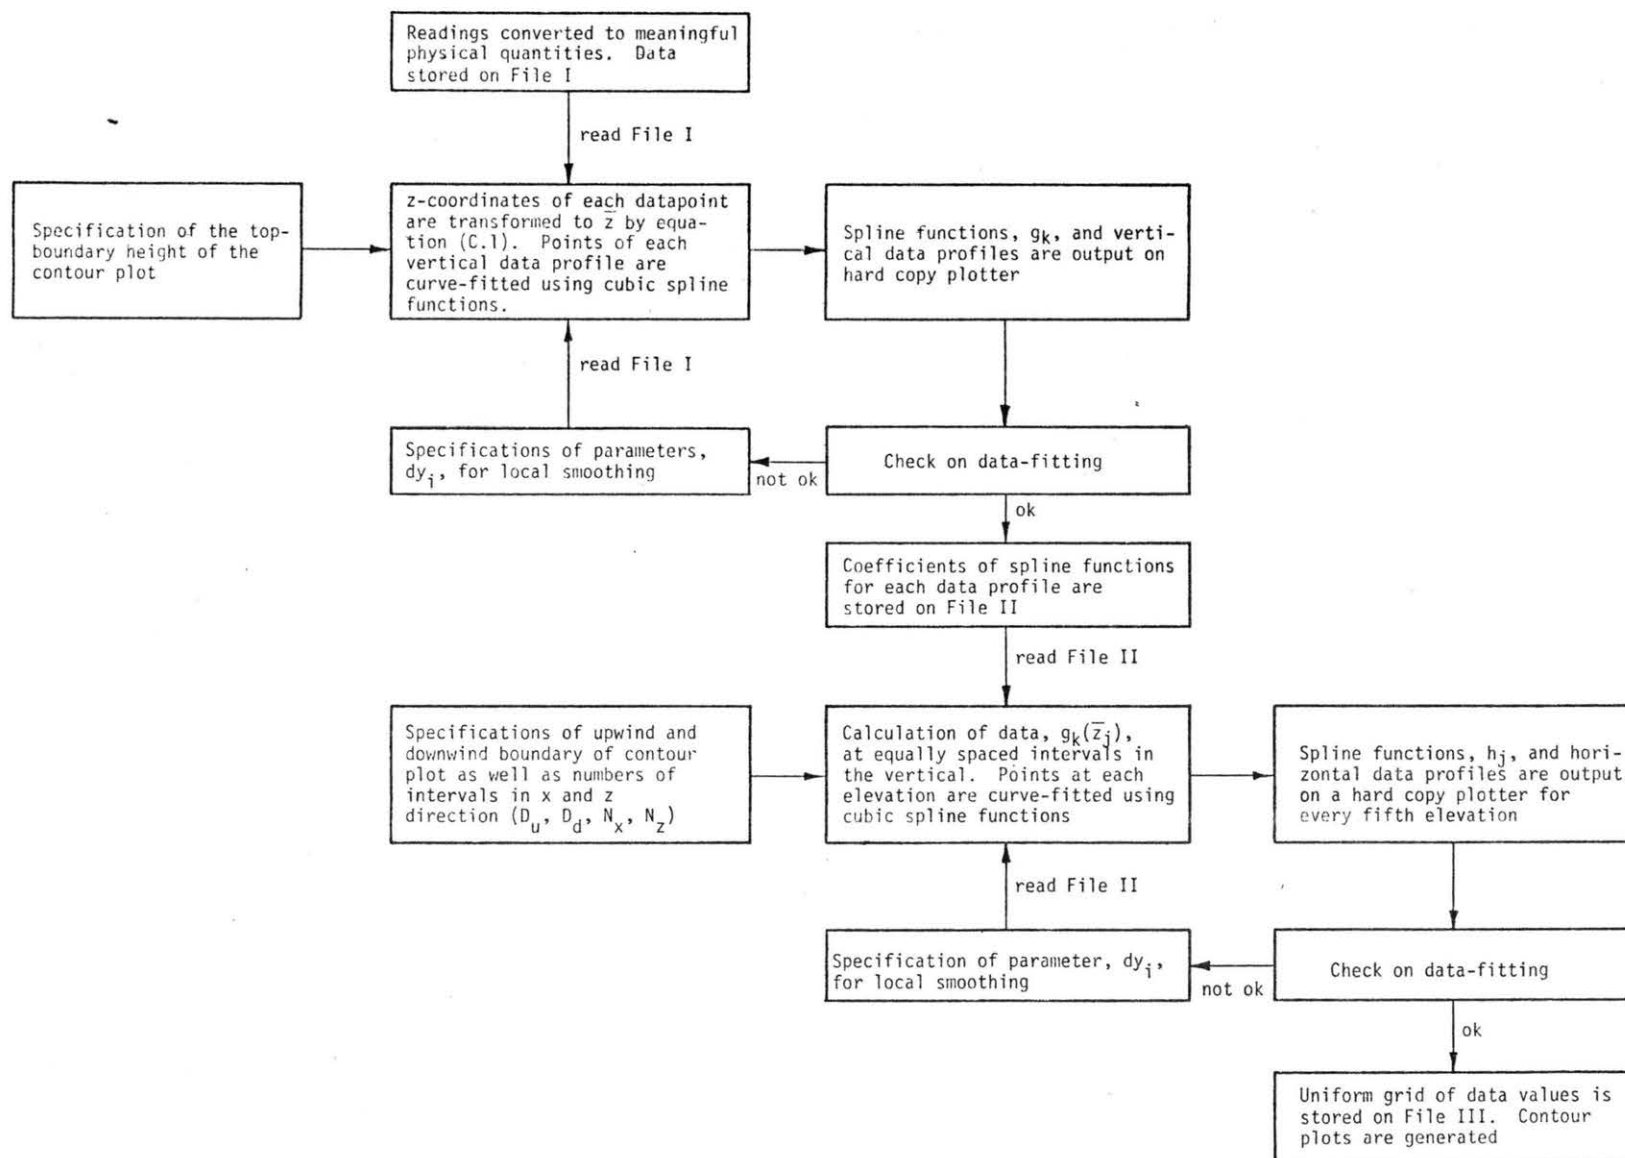 Readings converted to meaningful
physical quantities. Data
stored on File I
read File I
Specification of the top-
boundary height of the
contour plot
z-coordinates of each datapoint
are transformed to z̅ by equa-
tion (C.1). Points of each
vertical data profile are
curve-fitted using cubic spline
functions.
Spline functions, gₖ, and verti-
cal data profiles are output on
hard copy plotter
read File I
Specifications of parameters,
dyᵢ, for local smoothing
not ok
Check on data-fitting
ok
Coefficients of spline functions
for each data profile are
stored on File II
read File II
Specifications of upwind and
downwind boundary of contour
plot as well as numbers of
intervals in x and z
direction (D_u, D_d, N_x, N_z)
Calculation of data, gₖ(z̅ⱼ),
at equally spaced intervals in
the vertical. Points at each
elevation are curve-fitted using
cubic spline functions
Spline functions, hⱼ, and hori-
zontal data profiles are output
on a hard copy plotter for
every fifth elevation
read File II
Specification of parameter, dyᵢ,
for local smoothing
not ok
Check on data-fitting
ok
Uniform grid of data values is
stored on File III. Contour
plots are generated